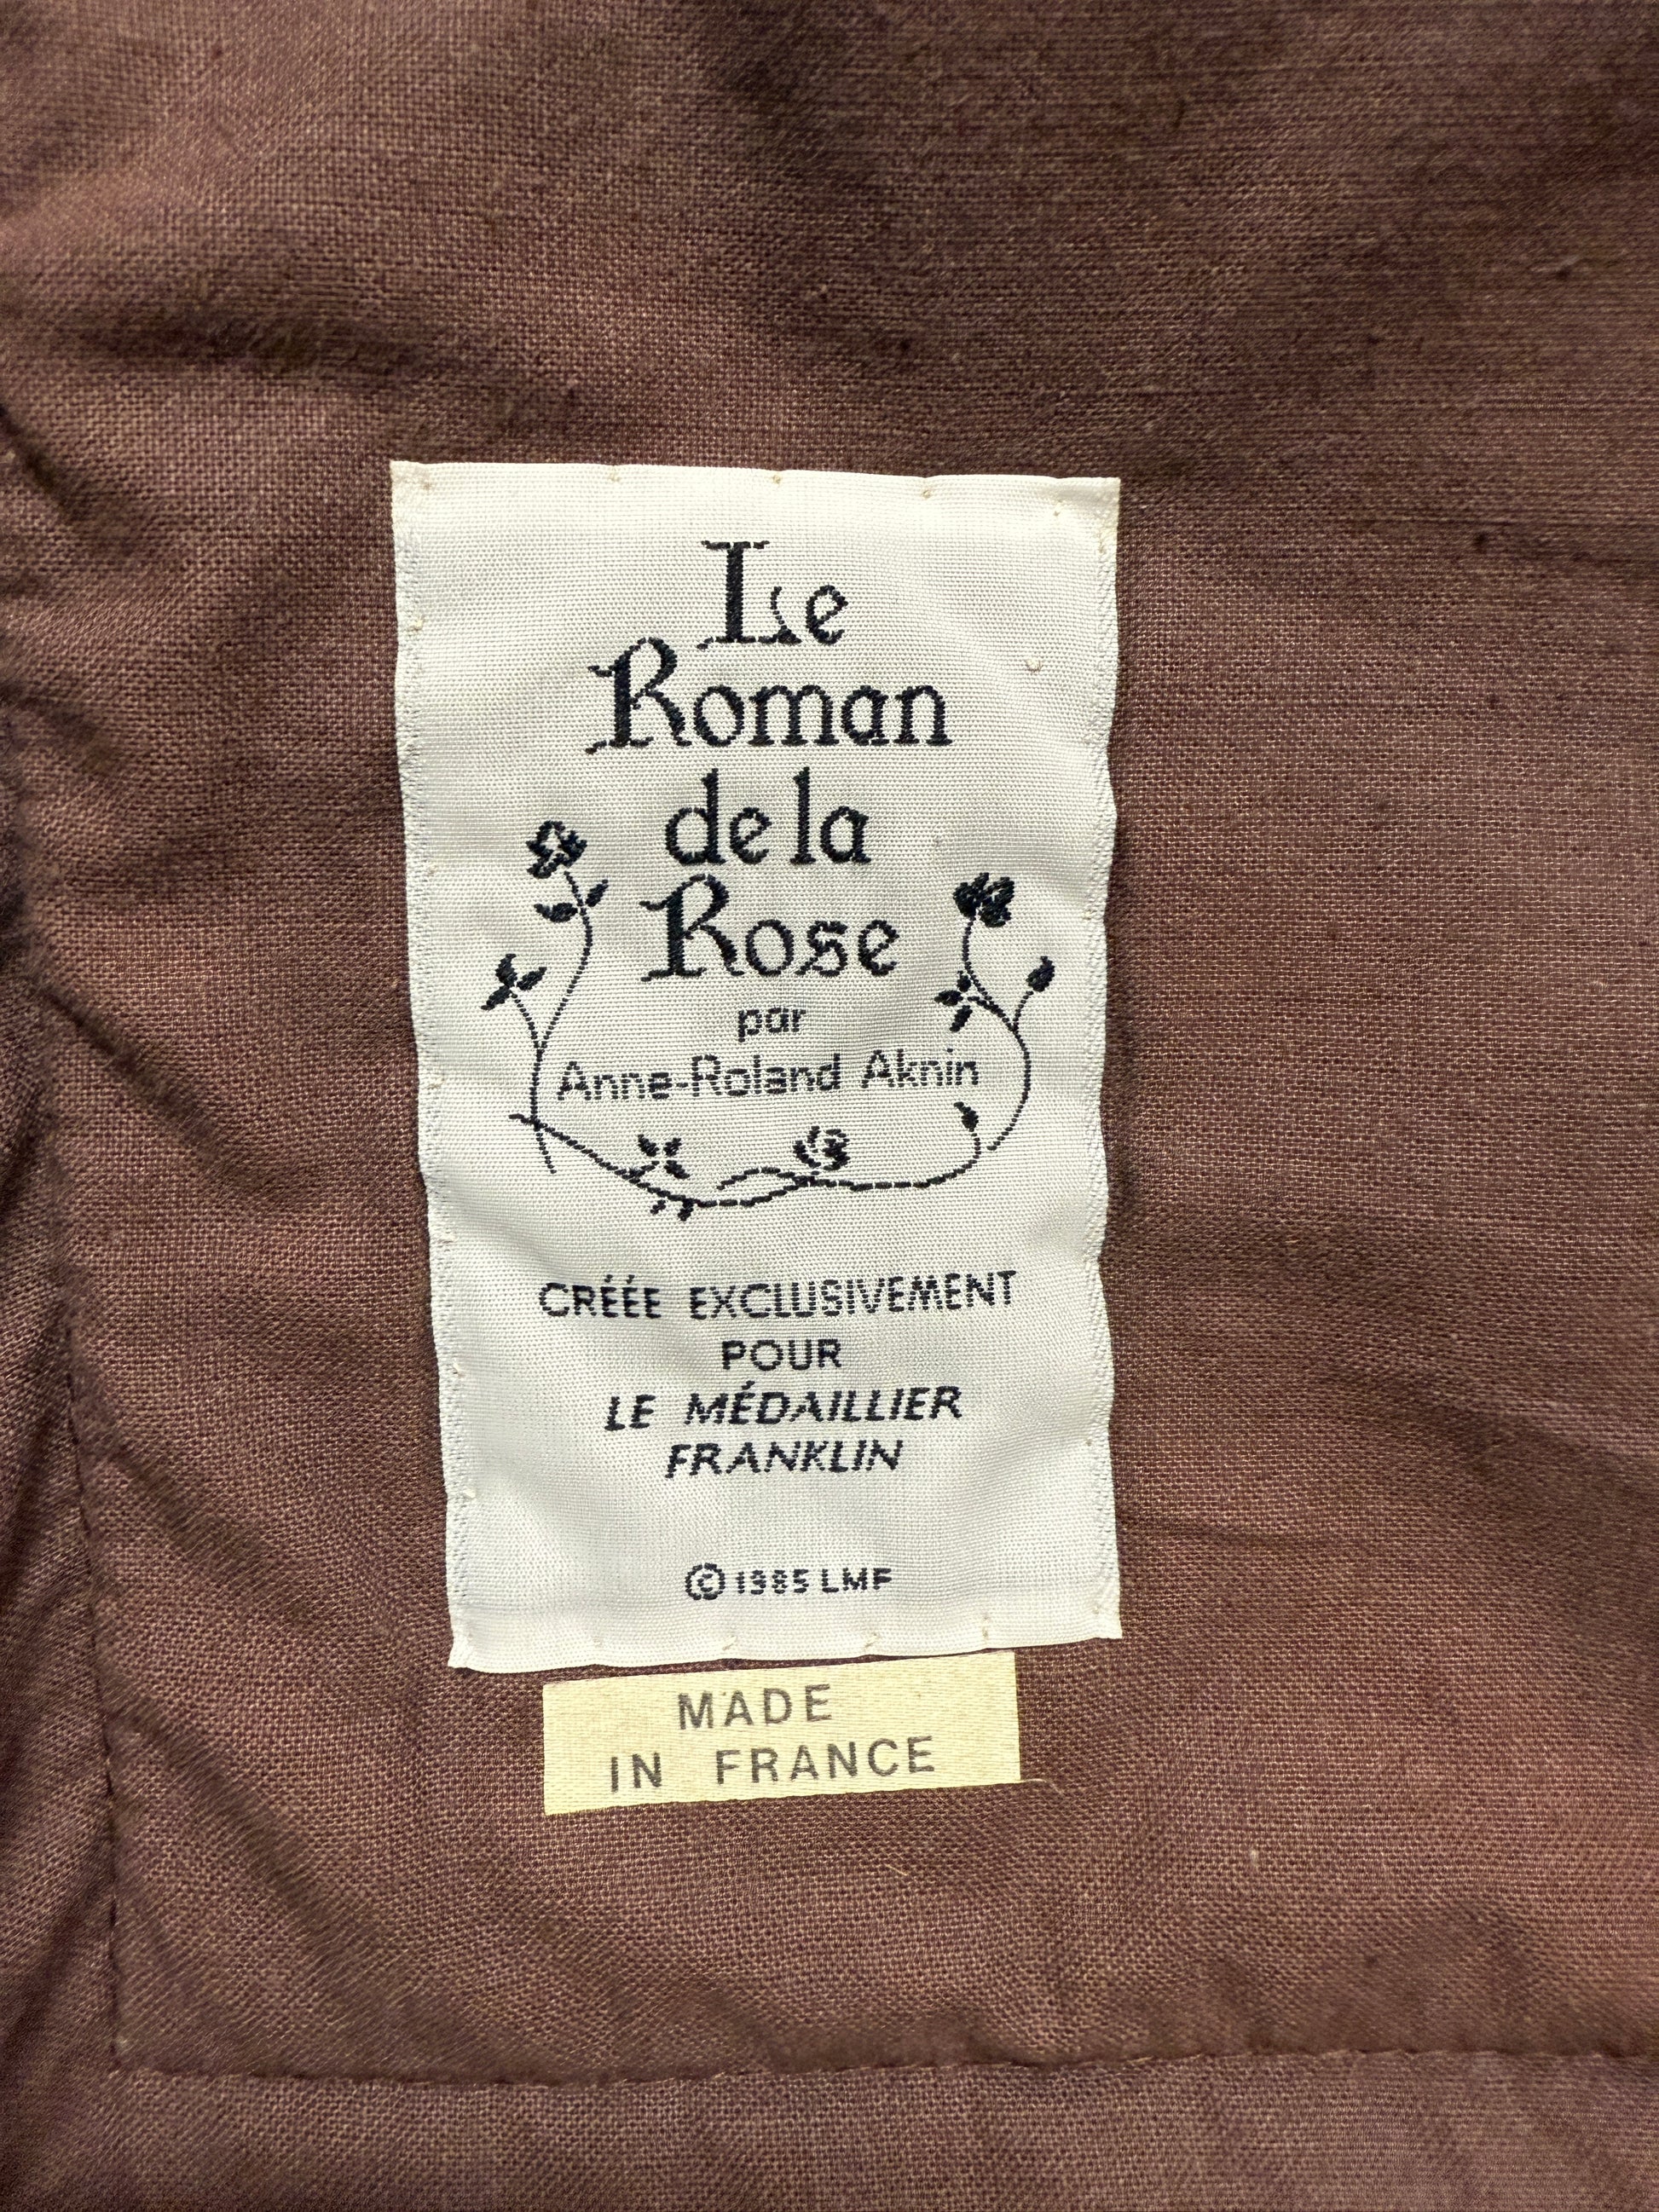 Le
Roman
de la
Rose
par
Anne-Roland Aknin
CRÉÉE EXCLUSIVEMENT
POUR
LE MÉDAILLIER
FRANKLIN
© 1985 LMF
MADE
IN FRANCE